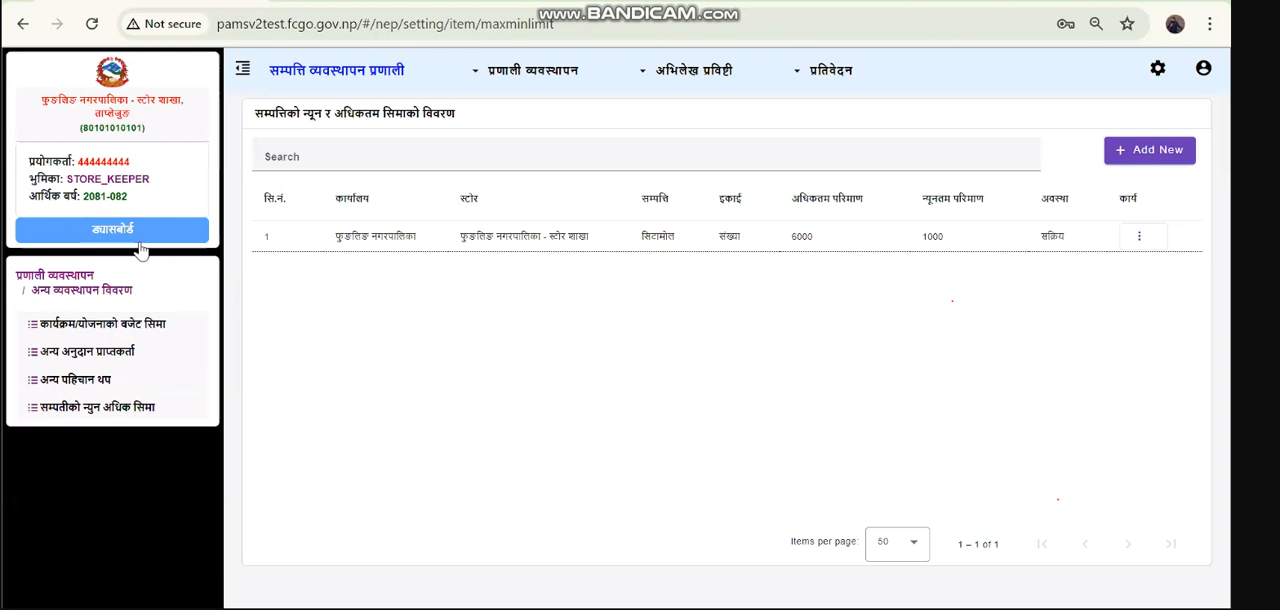 www.BANDICAM.com
Not secure
pamsv2test.fcgo.gov.np/#/nep/setting/item/maxminlimit
फुङलिङ नगरपालिका - स्टोर शाखा,
ताप्लेजुङ
(80101010101)
प्रयोगकर्ता: 444444444
भुमिका: STORE_KEEPER
आर्थिक बर्ष: 2081-082
ड्यासबोर्ड
प्रणाली व्यवस्थापन
/ अन्य व्यवस्थापन विवरण
कार्यक्रम/योजनाको बजेट सिमा
अन्य अनुदान प्राप्तकर्ता
अन्य पहिचान थप
सम्पतीको न्युन अधिक सिमा
सम्पत्ति व्यवस्थापन प्रणाली
प्रणाली व्यवस्थापन
अभिलेख प्रविष्टी
प्रतिवेदन
सम्पत्तिको न्यून र अधिकतम सिमाको विवरण
Search
+ Add New
सि.नं. कार्यालय स्टोर सम्पत्ति इकाई अधिकतम परिमाण न्यूनतम परिमाण अवस्था कार्य
1 फुङलिङ नगरपालिका फुङलिङ नगरपालिका - स्टोर शाखा सिटामोल संख्या 6000 1000 सक्रिय
Items per page: 50 1 – 1 of 1